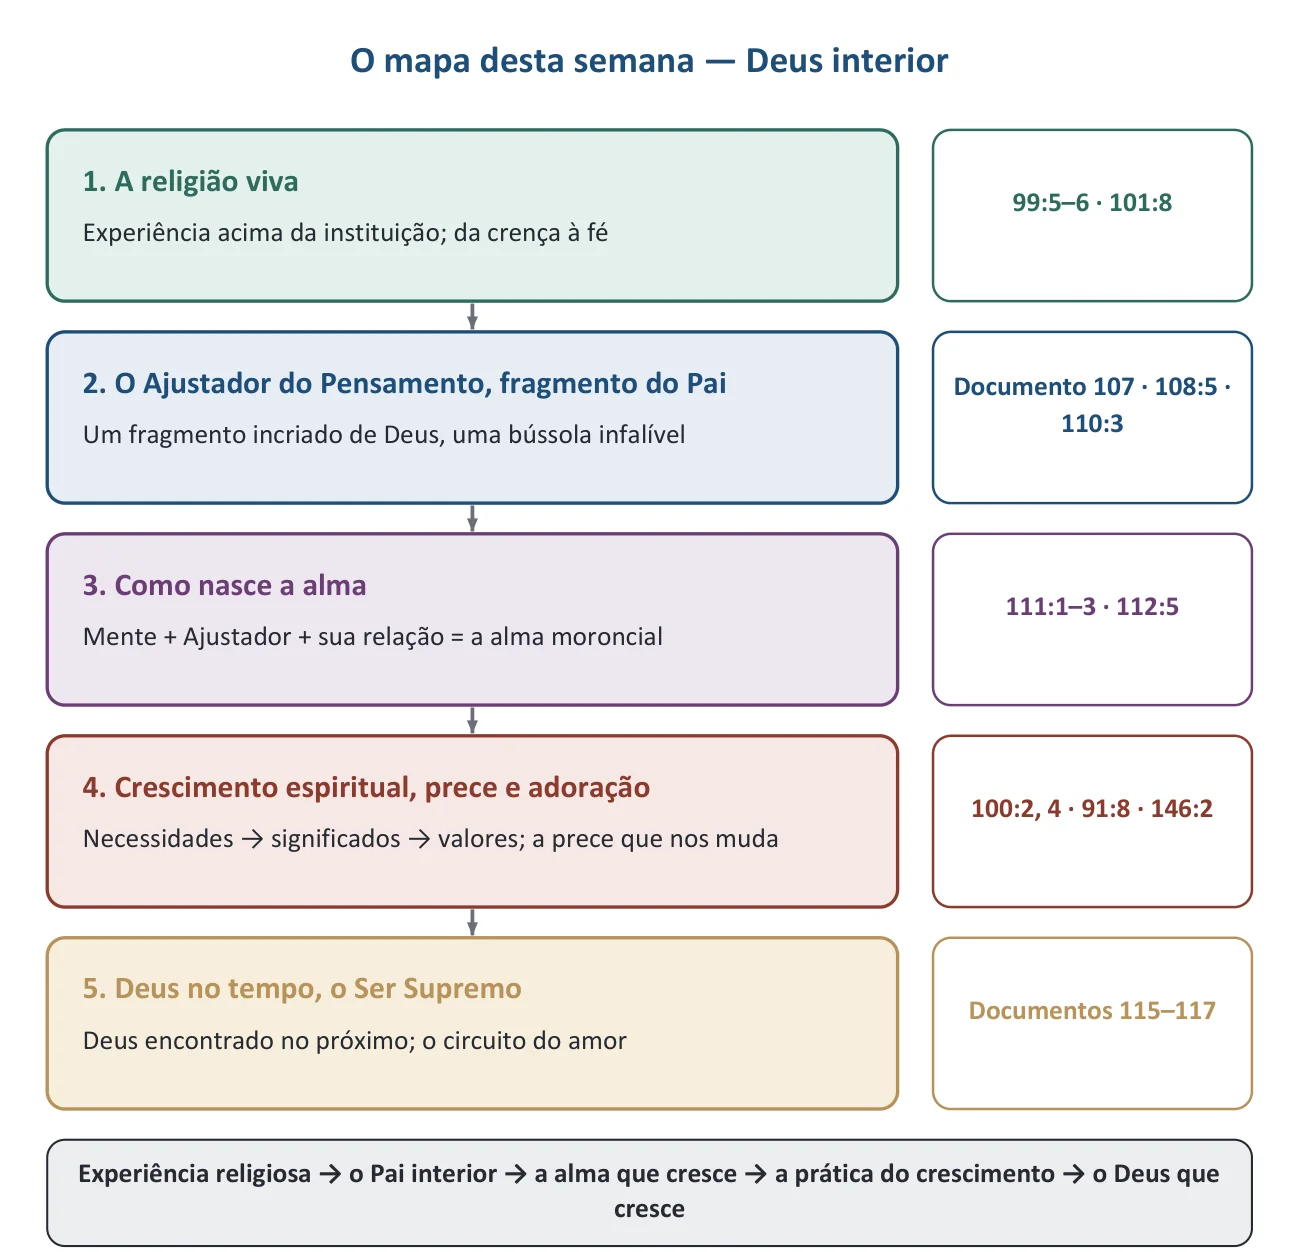 O mapa desta semana — Deus interior
1. A religião viva
Experiência acima da instituição; da crença à fé
99:5–6 · 101:8
2. O Ajustador do Pensamento, fragmento do Pai
Um fragmento incriado de Deus, uma bússola infalível
Documento 107 · 108:5 ·
110:3
3. Como nasce a alma
Mente + Ajustador + sua relação = a alma moroncial
111:1–3 · 112:5
4. Crescimento espiritual, prece e adoração
Necessidades → significados → valores; a prece que nos muda
100:2, 4 · 91:8 · 146:2
5. Deus no tempo, o Ser Supremo
Deus encontrado no próximo; o circuito do amor
Documentos 115–117
Experiência religiosa → o Pai interior → a alma que cresce → a prática do crescimento → o Deus que
cresce